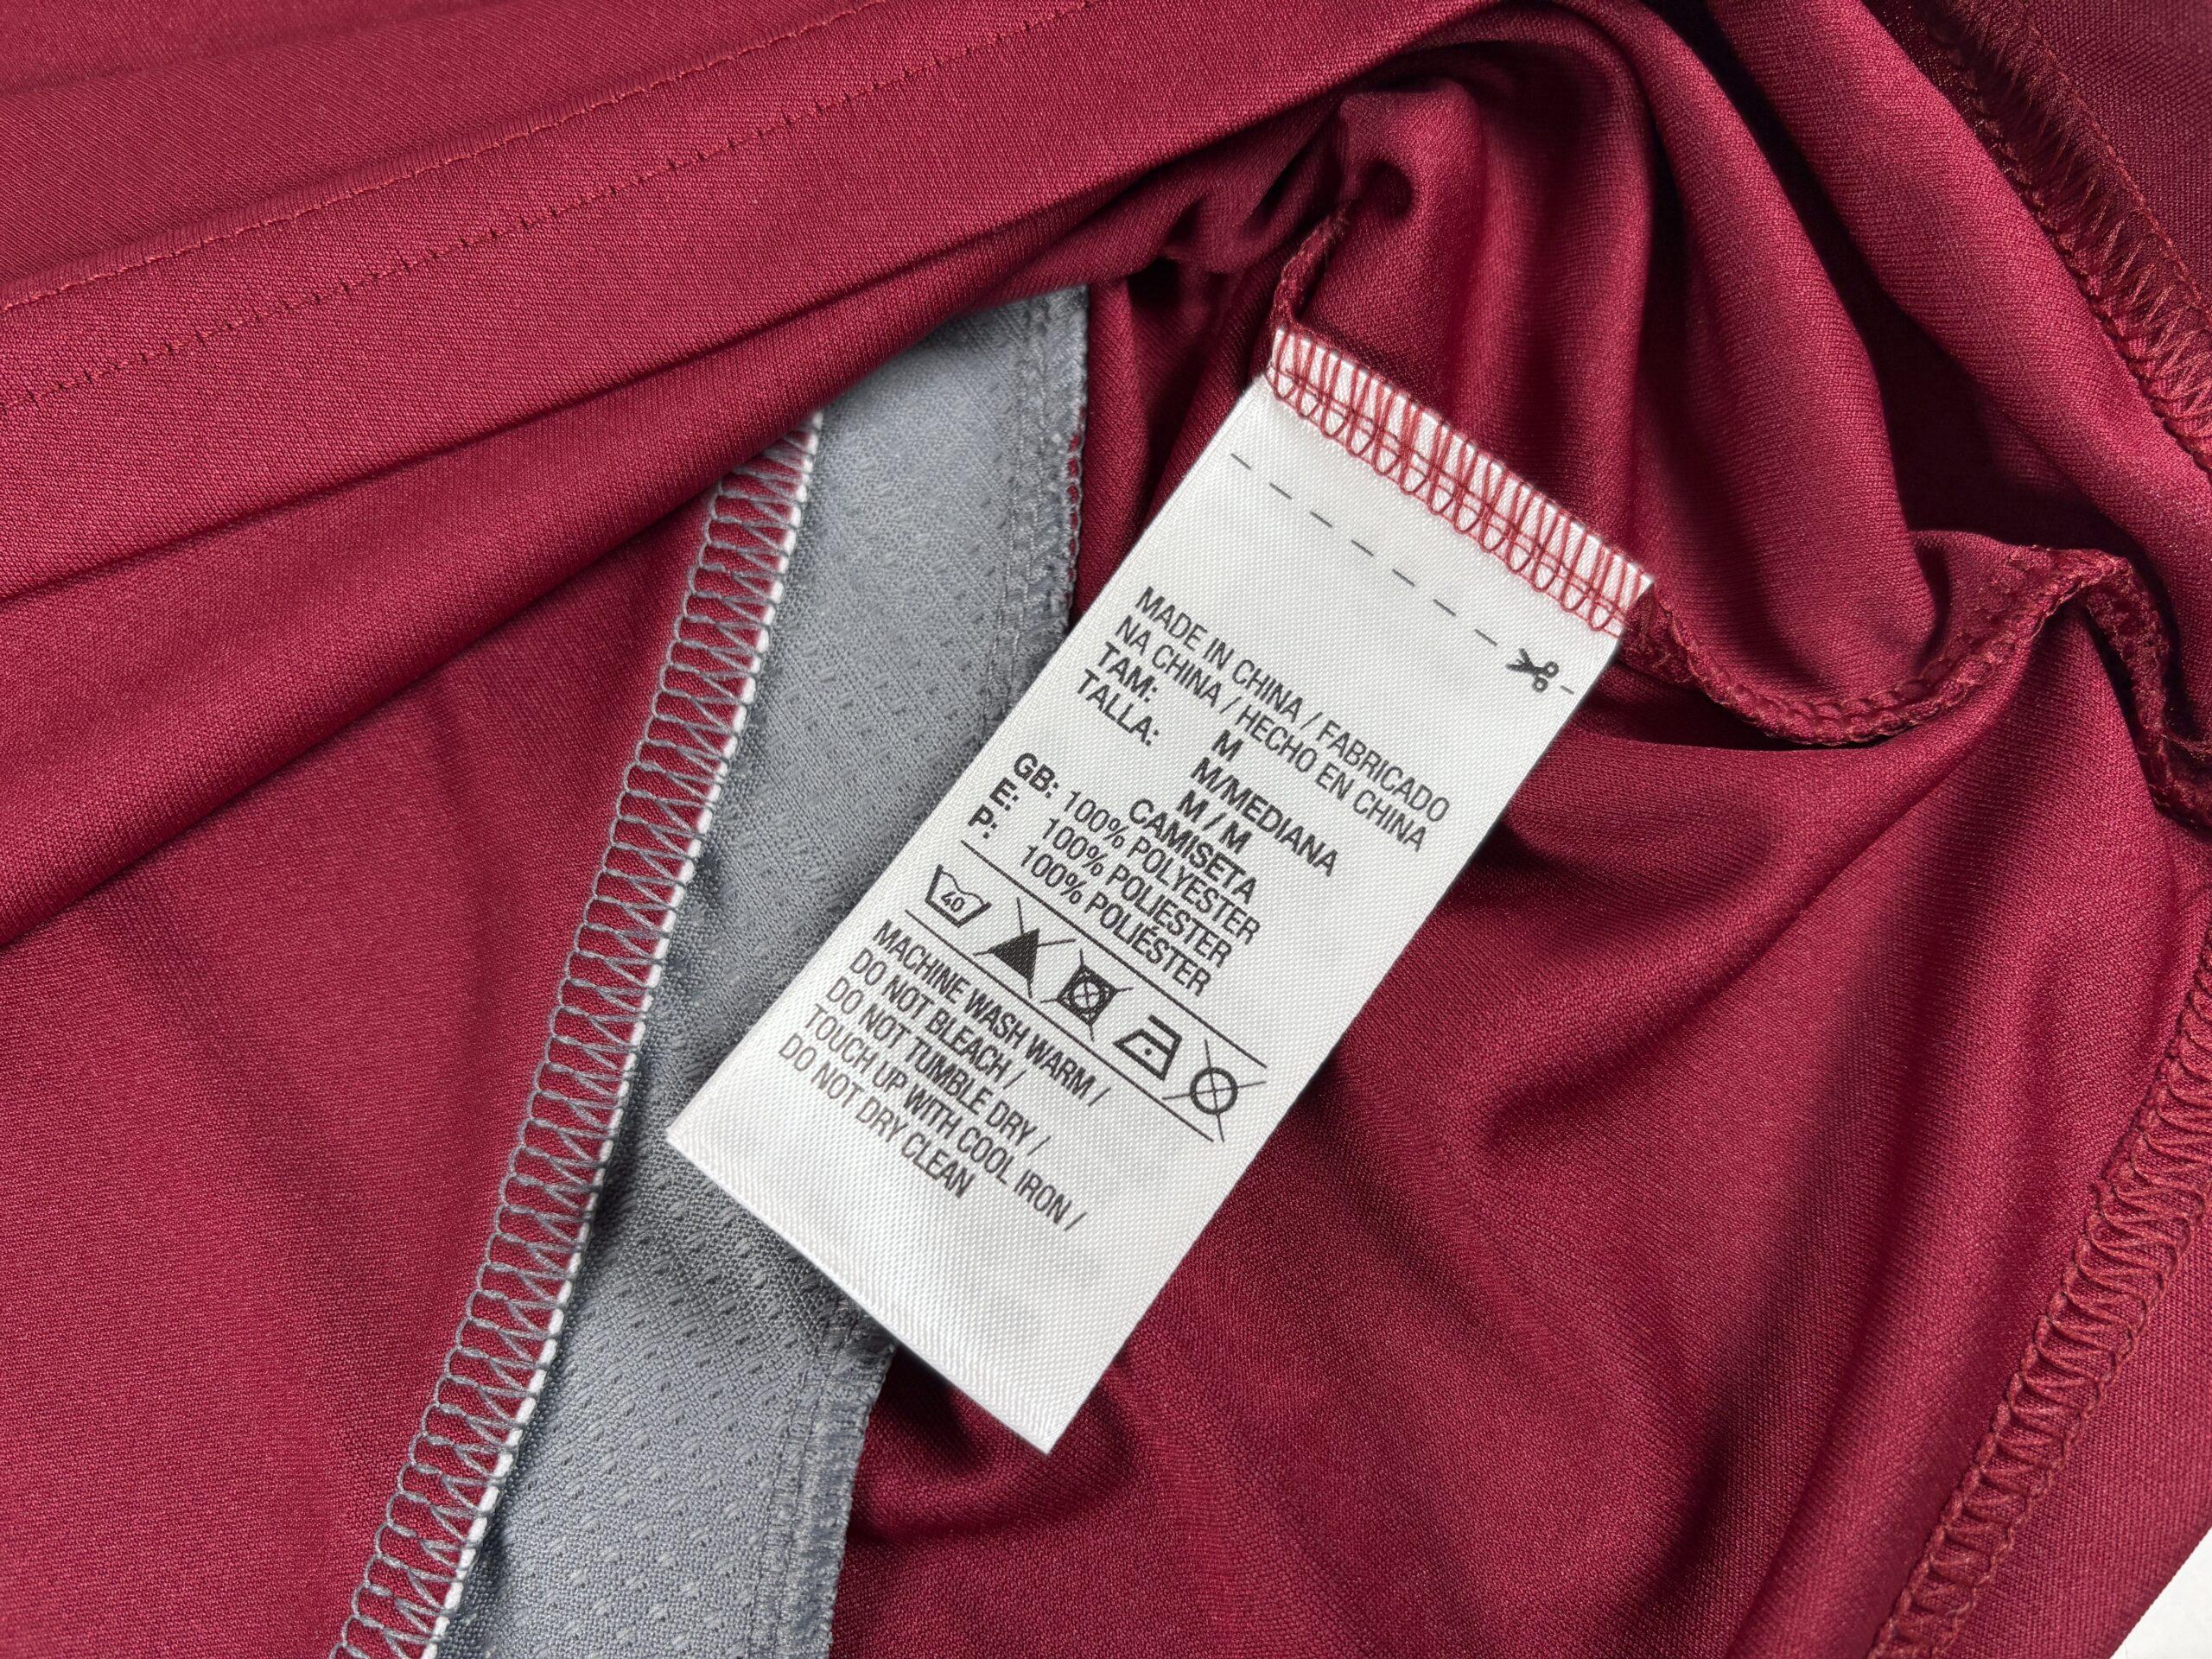 MADE IN CHINA / FABRICADO
NA CHINA / HECHO EN CHINA
TAM: M
TALLA: M/MEDIANA
M / M
CAMISETA
GB: 100% POLYESTER
E: 100% POLIESTER
P: 100% POLIÉSTER
40
MACHINE WASH WARM /
DO NOT BLEACH /
DO NOT TUMBLE DRY /
TOUCH UP WITH COOL IRON /
DO NOT DRY CLEAN